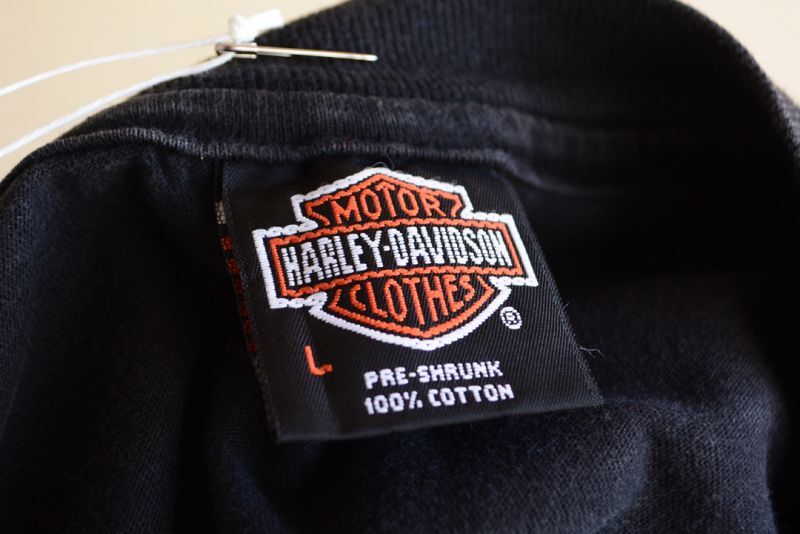 MOTOR
HARLEY-DAVIDSON
CLOTHES
®
L
PRE-SHRUNK
100% COTTON